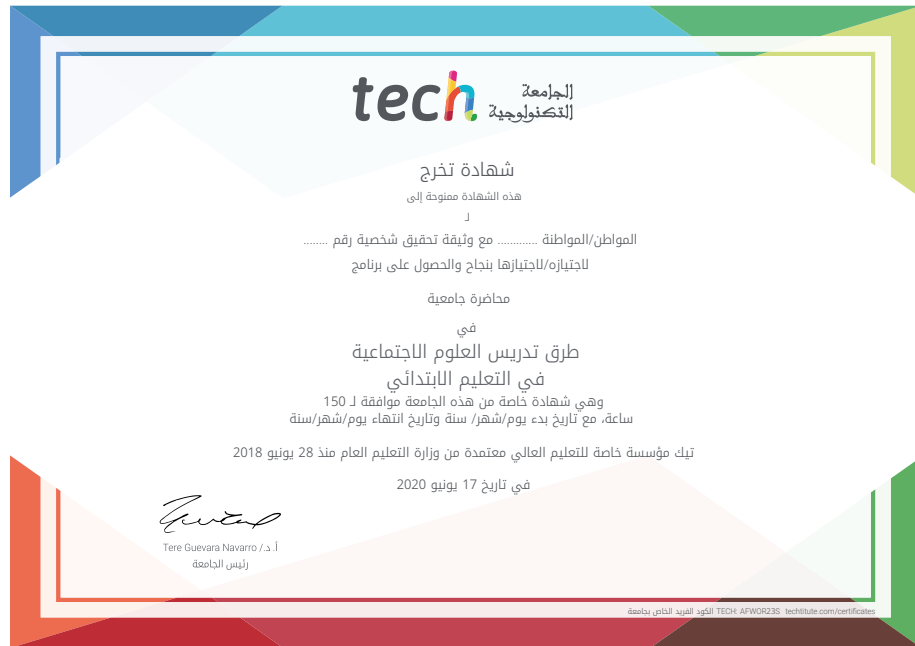 tech الجامعة
التكنولوجية
شهادة تخرج
هذه الشهادة ممنوحة إلى
لـ
المواطن/المواطنة ............ مع وثيقة تحقيق شخصية رقم ........
لاجتيازه/لاجتيازها بنجاح والحصول على برنامج
محاضرة جامعية
في
طرق تدريس العلوم الاجتماعية
في التعليم الابتدائي
وهي شهادة خاصة من هذه الجامعة موافقة لـ 150
ساعة، مع تاريخ بدء يوم/شهر/ سنة وتاريخ انتهاء يوم/شهر/سنة
تيك مؤسسة خاصة للتعليم العالي معتمدة من وزارة التعليم العام منذ 28 يونيو 2018
في تاريخ 17 يونيو 2020
أ.د./ Tere Guevara Navarro
رئيس الجامعة
الكود الفريد الخاص بجامعة TECH: AFWOR23S techtitute.com/certificates